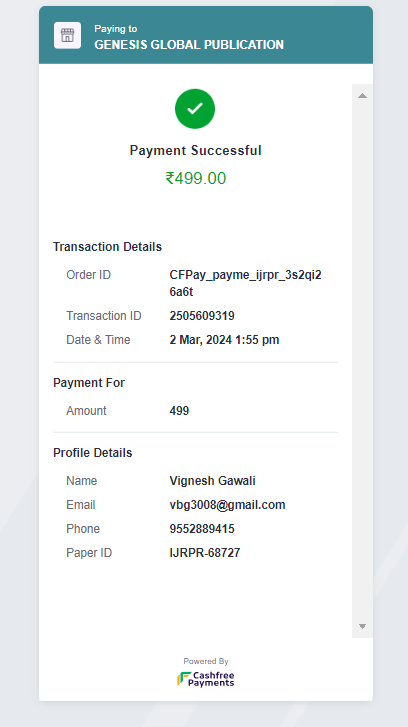 Paying to
GENESIS GLOBAL PUBLICATION
Payment Successful
₹499.00
Transaction Details
Order ID CFPay_payme_ijrpr_3s2qi2
6a6t
Transaction ID 2505609319
Date & Time 2 Mar, 2024 1:55 pm
Payment For
Amount 499
Profile Details
Name Vignesh Gawali
Email vbg3008@gmail.com
Phone 9552889415
Paper ID IJRPR-68727
Powered By
Cashfree
Payments